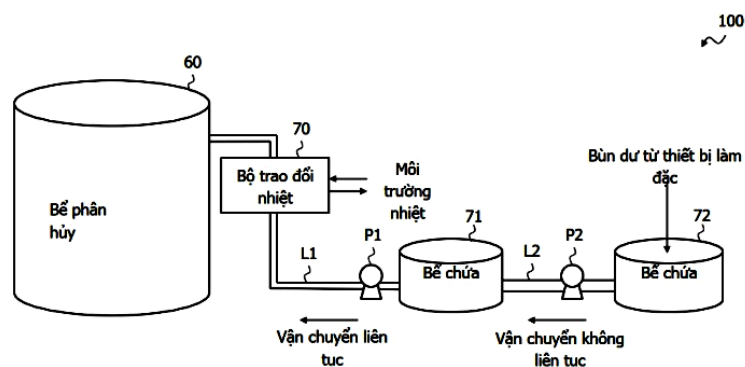 100
60
70
Bộ trao đổi
nhiệt
Môi
trường
nhiệt
Bùn dư từ thiết bị làm
đặc
Bể phân
hủy
71
72
L1
P1
Bể chứa
L2
P2
Bể chứa
Vận chuyển liên
tuc
Vận chuyển không
liên tuc